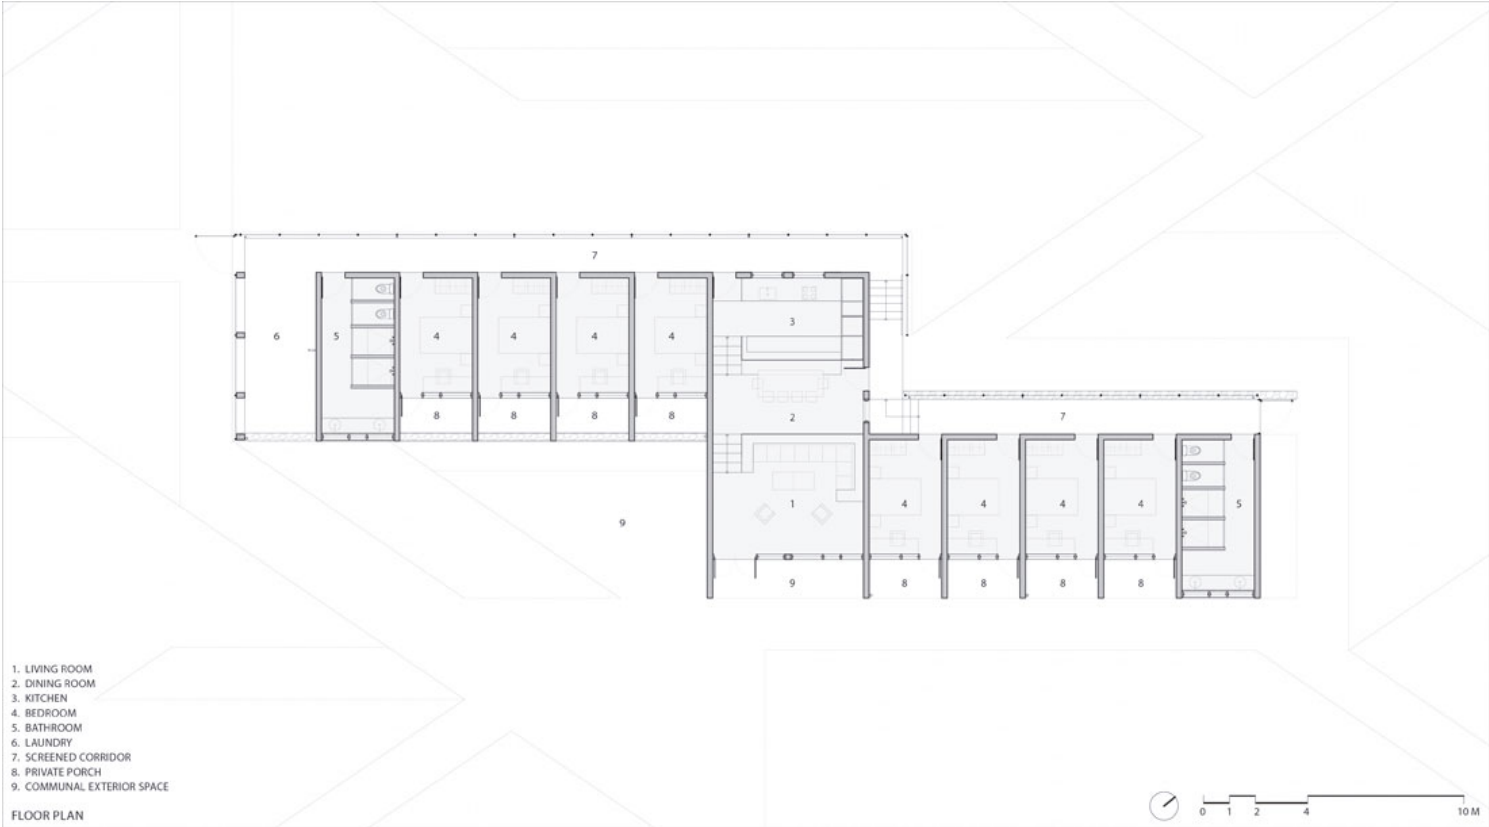 7
6
5
4
4
4
4
3
8
8
8
8
2
7
1
4
4
4
4
5
9
9
8
8
8
8
1. LIVING ROOM
2. DINING ROOM
3. KITCHEN
4. BEDROOM
5. BATHROOM
6. LAUNDRY
7. SCREENED CORRIDOR
8. PRIVATE PORCH
9. COMMUNAL EXTERIOR SPACE
FLOOR PLAN
0 1 2 4 10 M